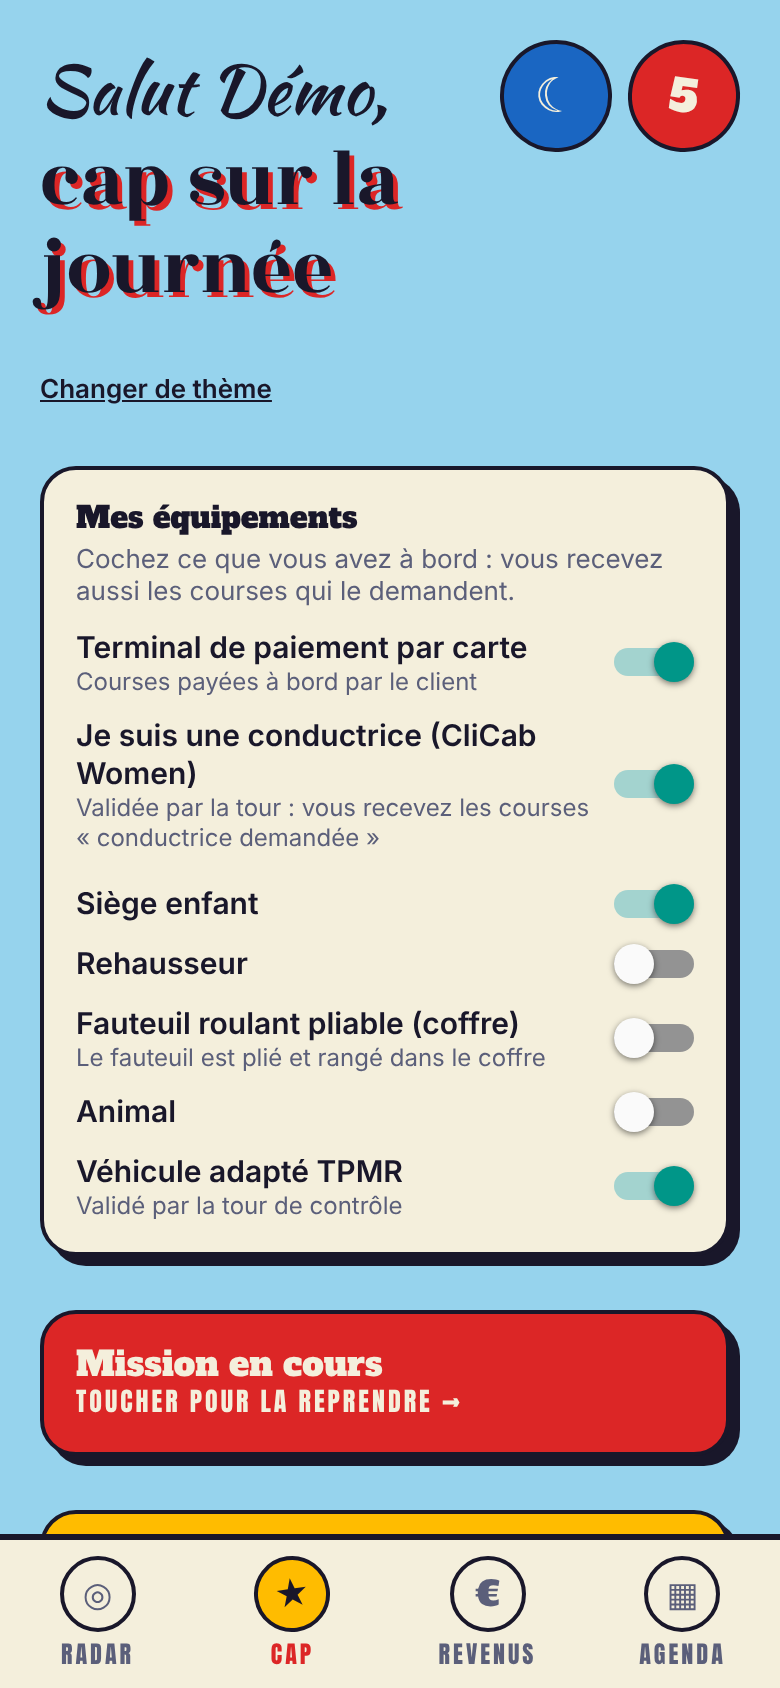 Salut Démo,
cap sur la
journée
5
Changer de thème
Mes équipements
Cochez ce que vous avez à bord : vous recevez
aussi les courses qui le demandent.
Terminal de paiement par carte
Courses payées à bord par le client
Je suis une conductrice (CliCab
Women)
Validée par la tour : vous recevez les courses
« conductrice demandée »
Siège enfant
Rehausseur
Fauteuil roulant pliable (coffre)
Le fauteuil est plié et rangé dans le coffre
Animal
Véhicule adapté TPMR
Validé par la tour de contrôle
Mission en cours
TOUCHER POUR LA REPRENDRE →
€
RADAR
CAP
REVENUS
AGENDA